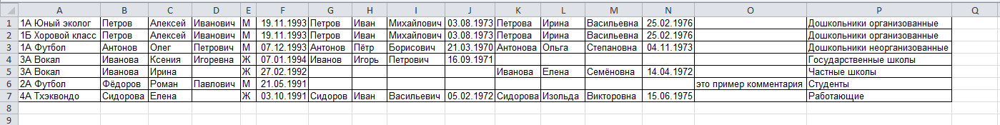 A B C D E F G H I J K L M N O P Q
1 1А Юный эколог Петров Алексей Иванович М 19.11.1993 Петров Иван Михайлович 03.08.1973 Петрова Ирина Васильевна 25.02.1976 Дошкольники организованные
2 1Б Хоровой класс Петров Алексей Иванович М 19.11.1993 Петров Иван Михайлович 03.08.1973 Петрова Ирина Васильевна 25.02.1976 Дошкольники организованные
3 1А Футбол Антонов Олег Петрович М 07.12.1993 Антонов Пётр Борисович 21.03.1970 Антонова Ольга Степановна 04.11.1973 Дошкольники неорганизованные
4 3А Вокал Иванова Ксения Игоревна Ж 07.01.1994 Иванов Игорь Петрович 16.09.1971 Государственные школы
5 3А Вокал Иванова Ирина Ж 27.02.1992 Иванова Елена Семёновна 14.04.1972 Частные школы
6 2А Футбол Фёдоров Роман Павлович М 21.05.1991 это пример комментария Студенты
7 4А Тхэквондо Сидорова Елена Ж 03.10.1991 Сидоров Иван Васильевич 05.02.1972 Сидорова Изольда Викторовна 15.06.1975 Работающие
8
9